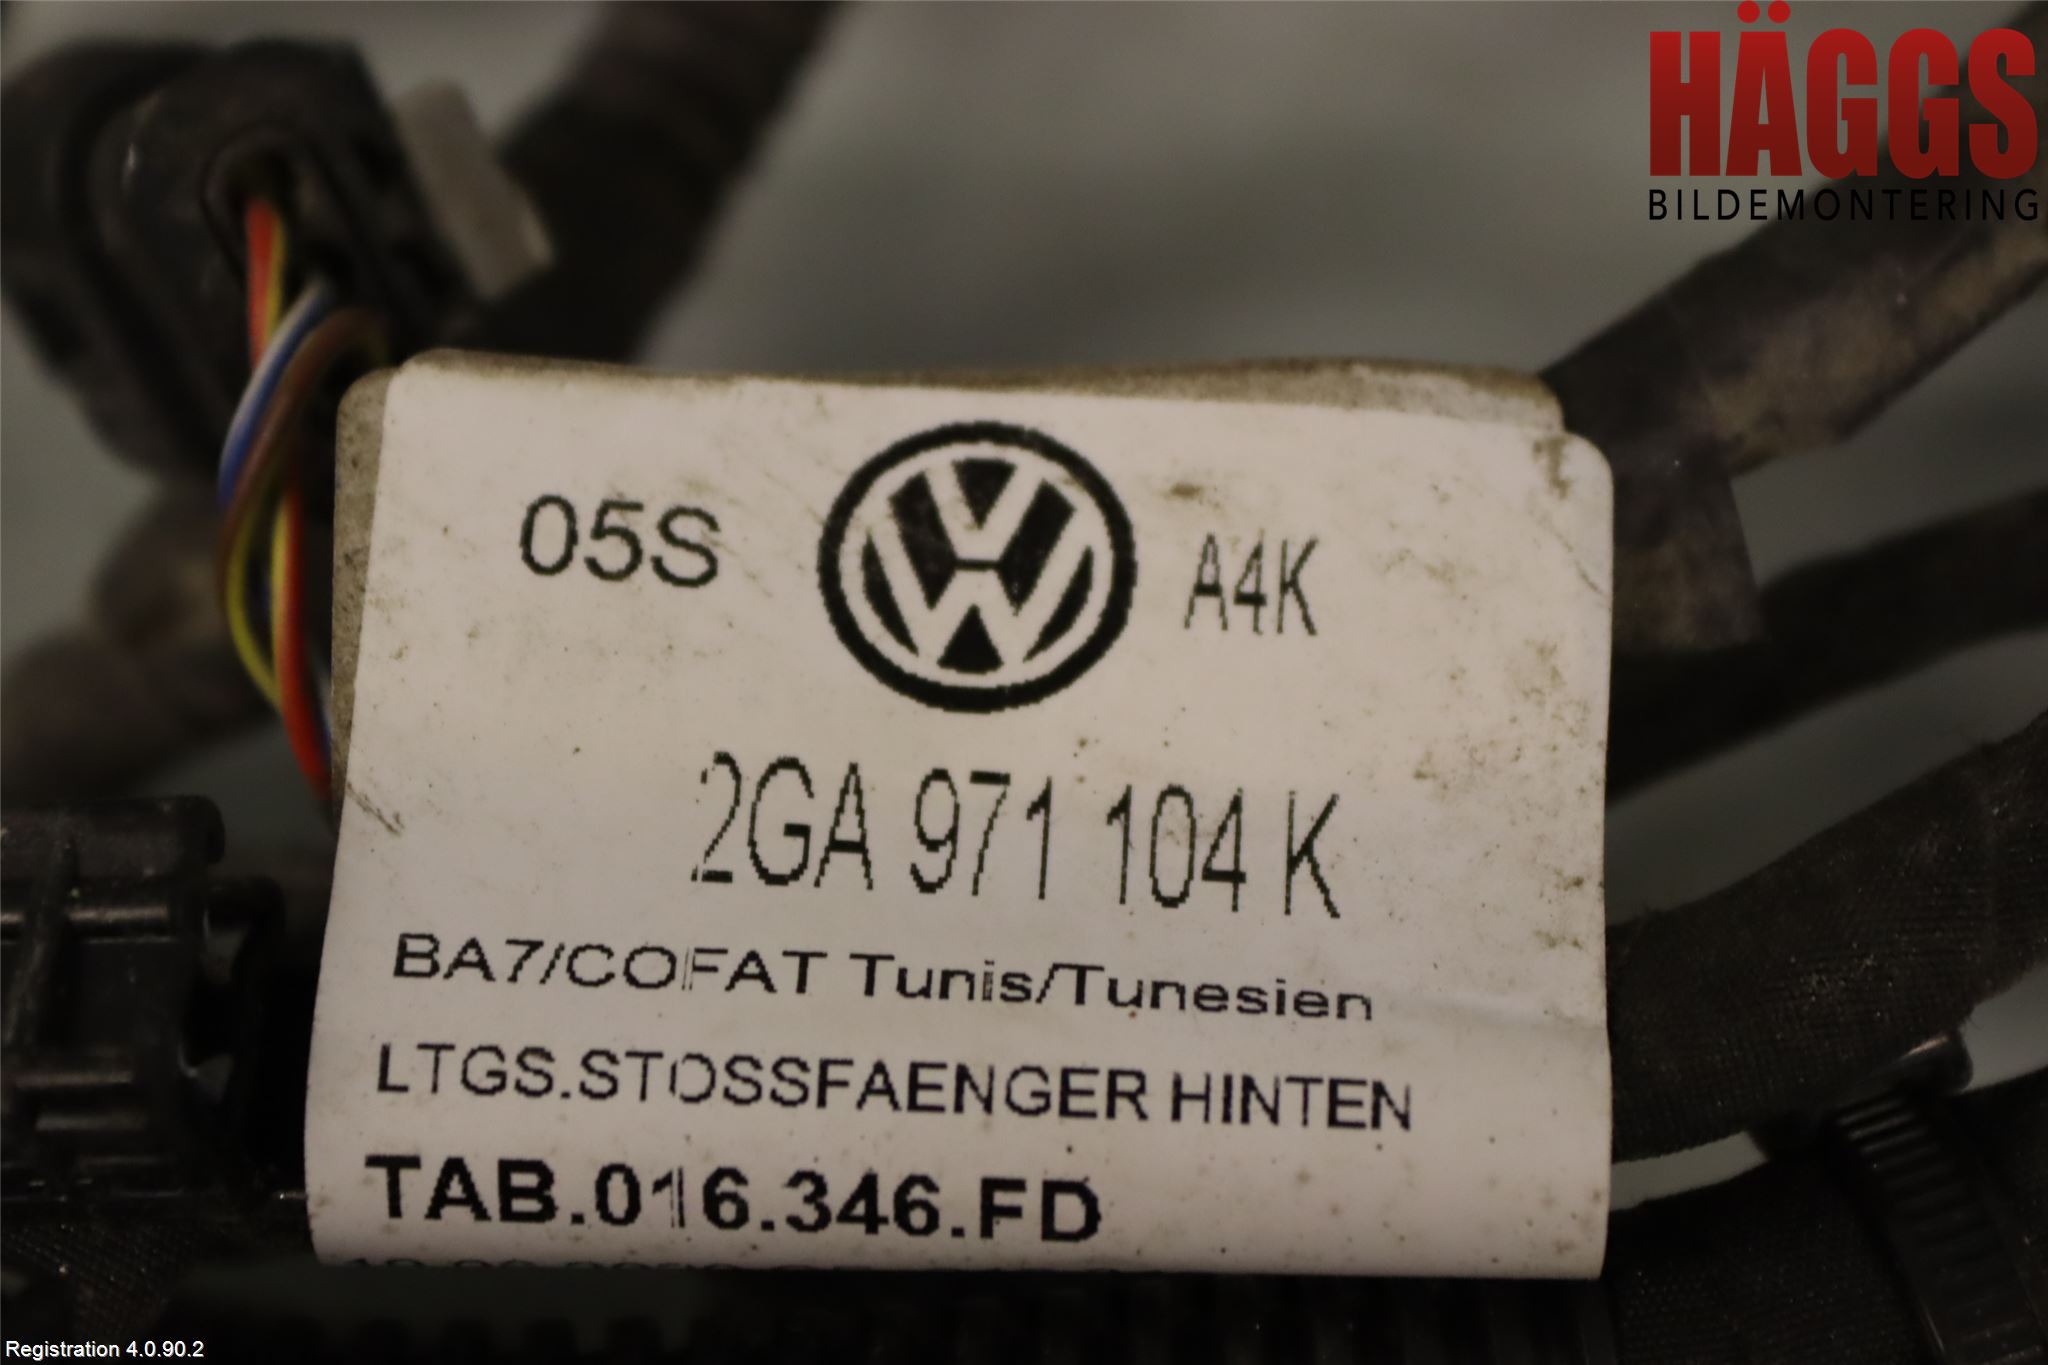 HÄGGS
BILDEMONTERING
05S
A4K
2GA 971 104 K
BA7/COFAT Tunis/Tunesien
LTGS.STOSSFAENGER HINTEN
TAB.016.346.FD
Registration 4.0.90.2